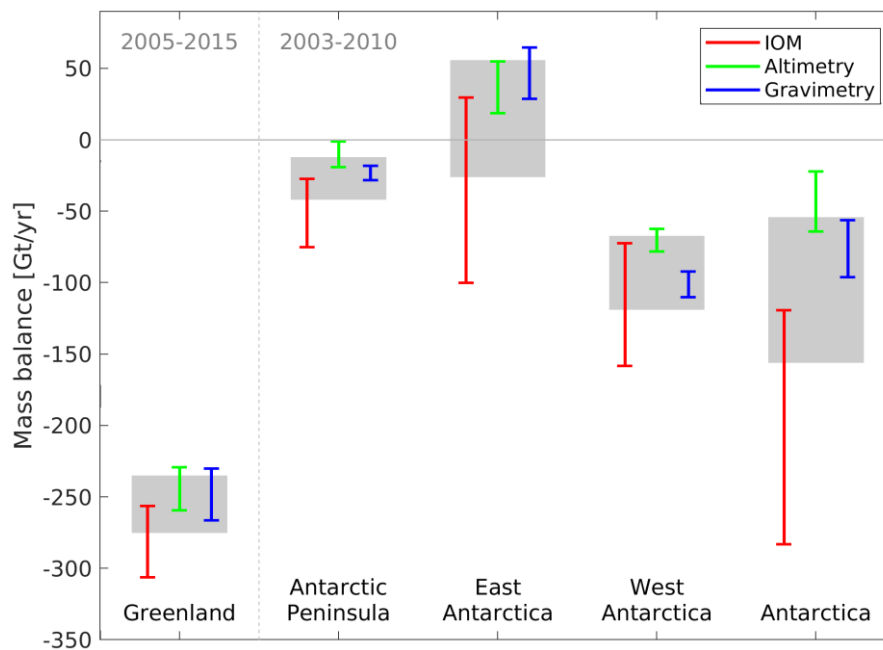 2005-2015
2003-2010
IOM
Altimetry
Gravimetry
Mass balance [Gt/yr]
50
0
-50
-100
-150
-200
-250
-300
-350
Greenland
Antarctic
Peninsula
East
Antarctica
West
Antarctica
Antarctica